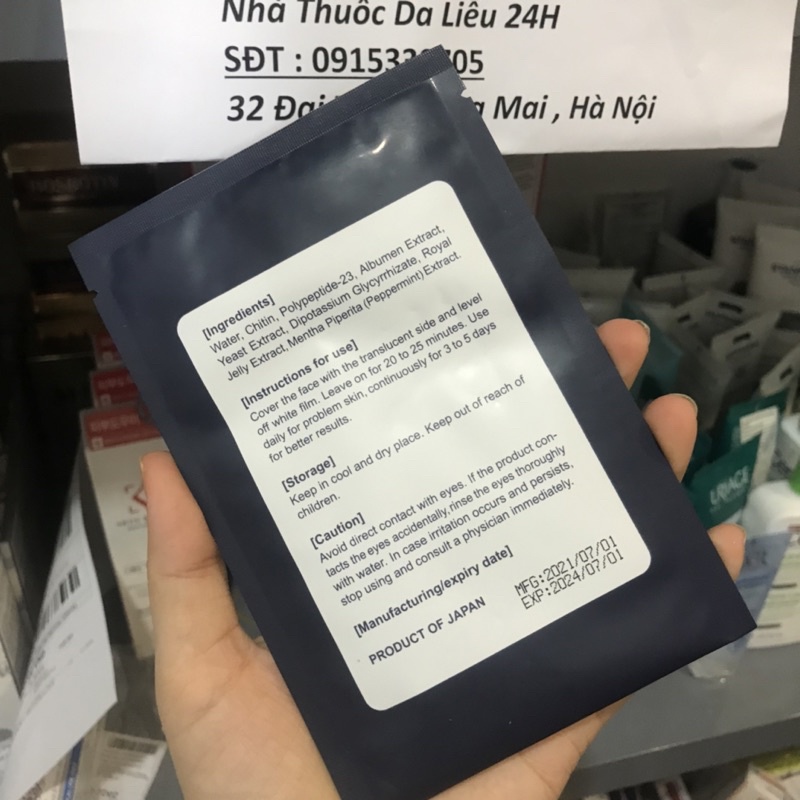 Nhà Thuốc Da Liễu 24H
SĐT : 0915339705
32 Đại Mai , Hà Nội
[Ingredients]
Water, Chitin, Polypeptide-23, Albumen Extract,
Yeast Extract, Dipotassium Glycyrrhizate, Royal
Jelly Extract, Mentha Piperita (Peppermint) Extract.
[Instructions for use]
Cover the face with the translucent side and level
off white film. Leave on for 20 to 25 minutes. Use
daily for problem skin, continuously for 3 to 5 days
for better results.
[Storage]
Keep in cool and dry place. Keep out of reach of
children.
[Caution]
Avoid direct contact with eyes. If the product con-
tacts the eyes accidentally,rinse the eyes thoroughly
with water. In case irritation occurs and persists,
stop using and consult a physician immediately.
[Manufacturing/expiry date]
MFG:2021/07/01
EXP:2024/07/01
PRODUCT OF JAPAN
URIAGE